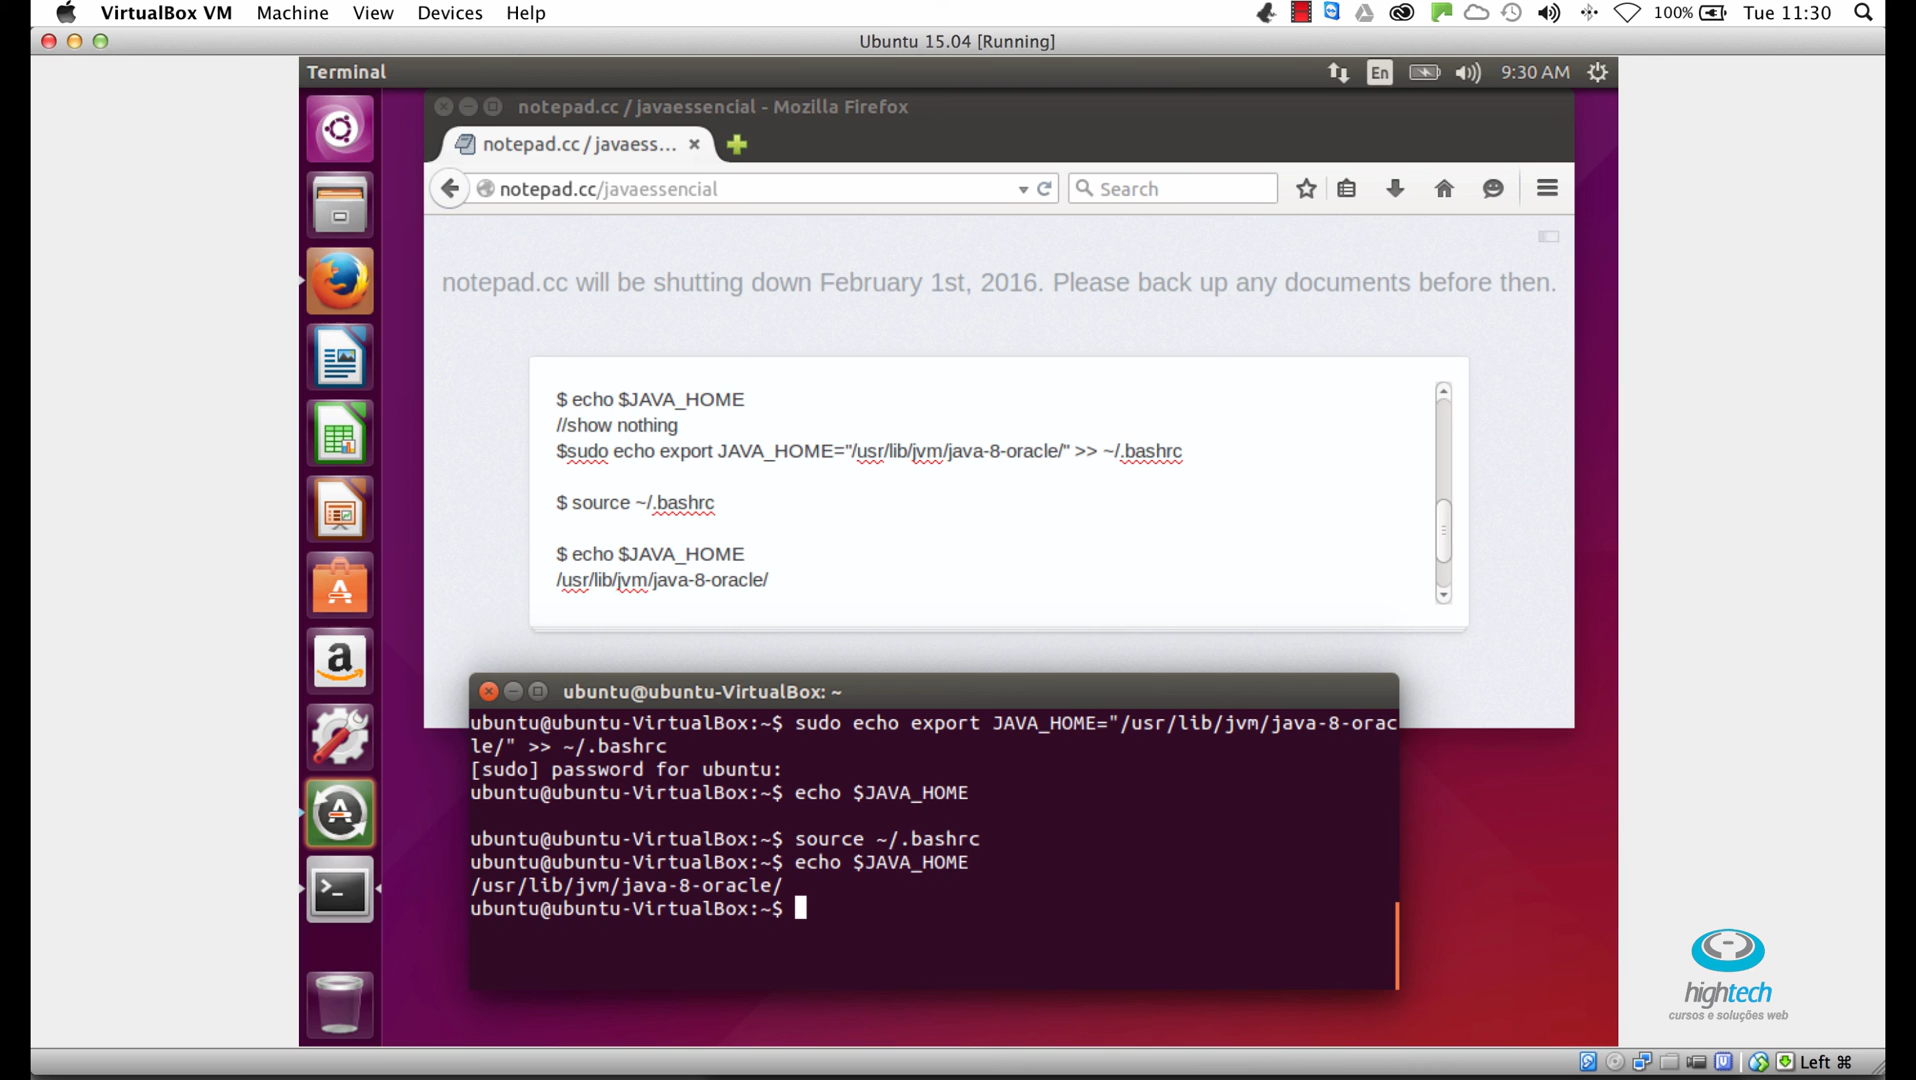 VirtualBox VM Machine View Devices Help 100% Tue 11:30
Ubuntu 15.04 [Running]
Terminal En 9:30 AM
notepad.cc / javaessencial - Mozilla Firefox
notepad.cc / javaess...
notepad.cc/javaessencial Search
notepad.cc will be shutting down February 1st, 2016. Please back up any documents before then.
$ echo $JAVA_HOME
//show nothing
$sudo echo export JAVA_HOME="/usr/lib/jvm/java-8-oracle/" >> ~/.bashrc
$ source ~/.bashrc
$ echo $JAVA_HOME
/usr/lib/jvm/java-8-oracle/
ubuntu@ubuntu-VirtualBox: ~
ubuntu@ubuntu-VirtualBox:~$ sudo echo export JAVA_HOME="/usr/lib/jvm/java-8-orac
le/" >> ~/.bashrc
[sudo] password for ubuntu:
ubuntu@ubuntu-VirtualBox:~$ echo $JAVA_HOME
ubuntu@ubuntu-VirtualBox:~$ source ~/.bashrc
ubuntu@ubuntu-VirtualBox:~$ echo $JAVA_HOME
/usr/lib/jvm/java-8-oracle/
ubuntu@ubuntu-VirtualBox:~$
hightech
cursos e soluções web
Left ⌘